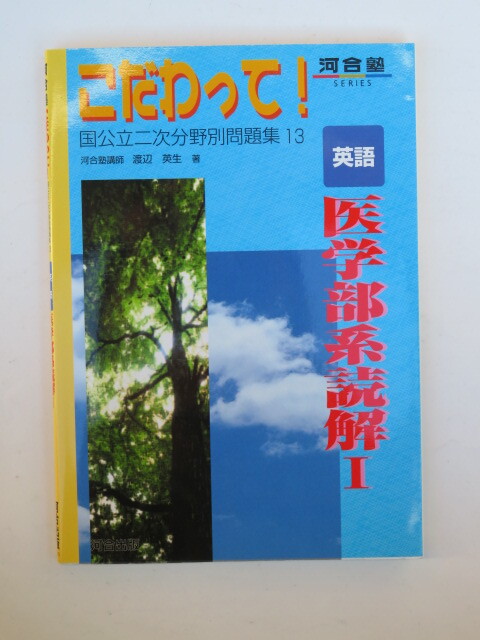 こだわって!
河合塾
SERIES
国公立二次分野別問題集 13
河合塾講師 渡辺 英生 著
英語
医学部系読解I
河合出版